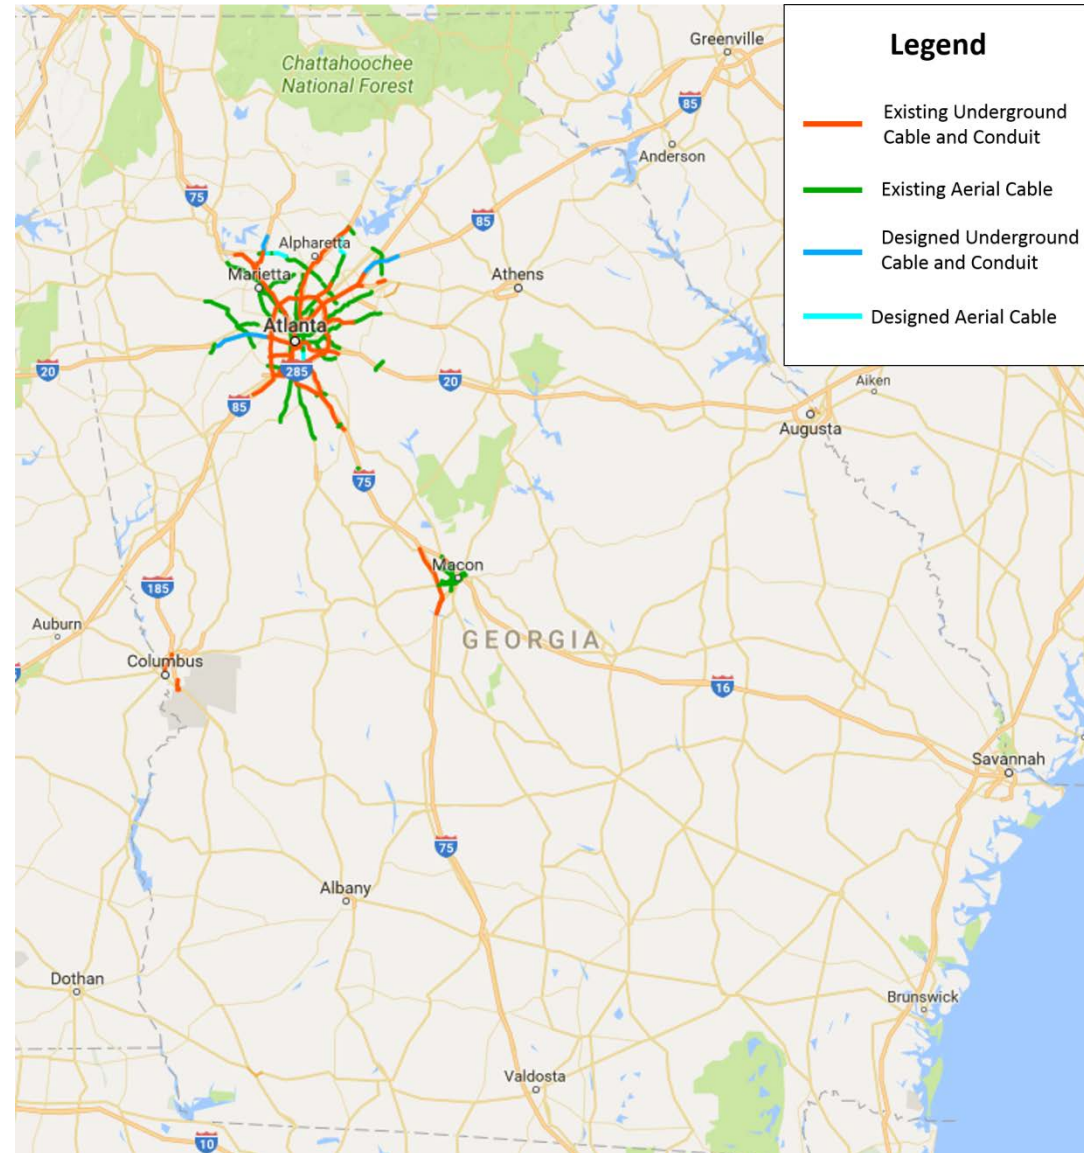 Legend
Existing Underground
Cable and Conduit
Existing Aerial Cable
Designed Underground
Cable and Conduit
Designed Aerial Cable
Greenville
Chattahoochee
National Forest
85
Anderson
75
85
Alpharetta
Marietta
Athens
Atlanta
20
285
20
85
Aiken
Augusta
75
Macon
185
Auburn
GEORGIA
Columbus
16
Savannah
75
Albany
Dothan
Brunswick
Valdosta
10